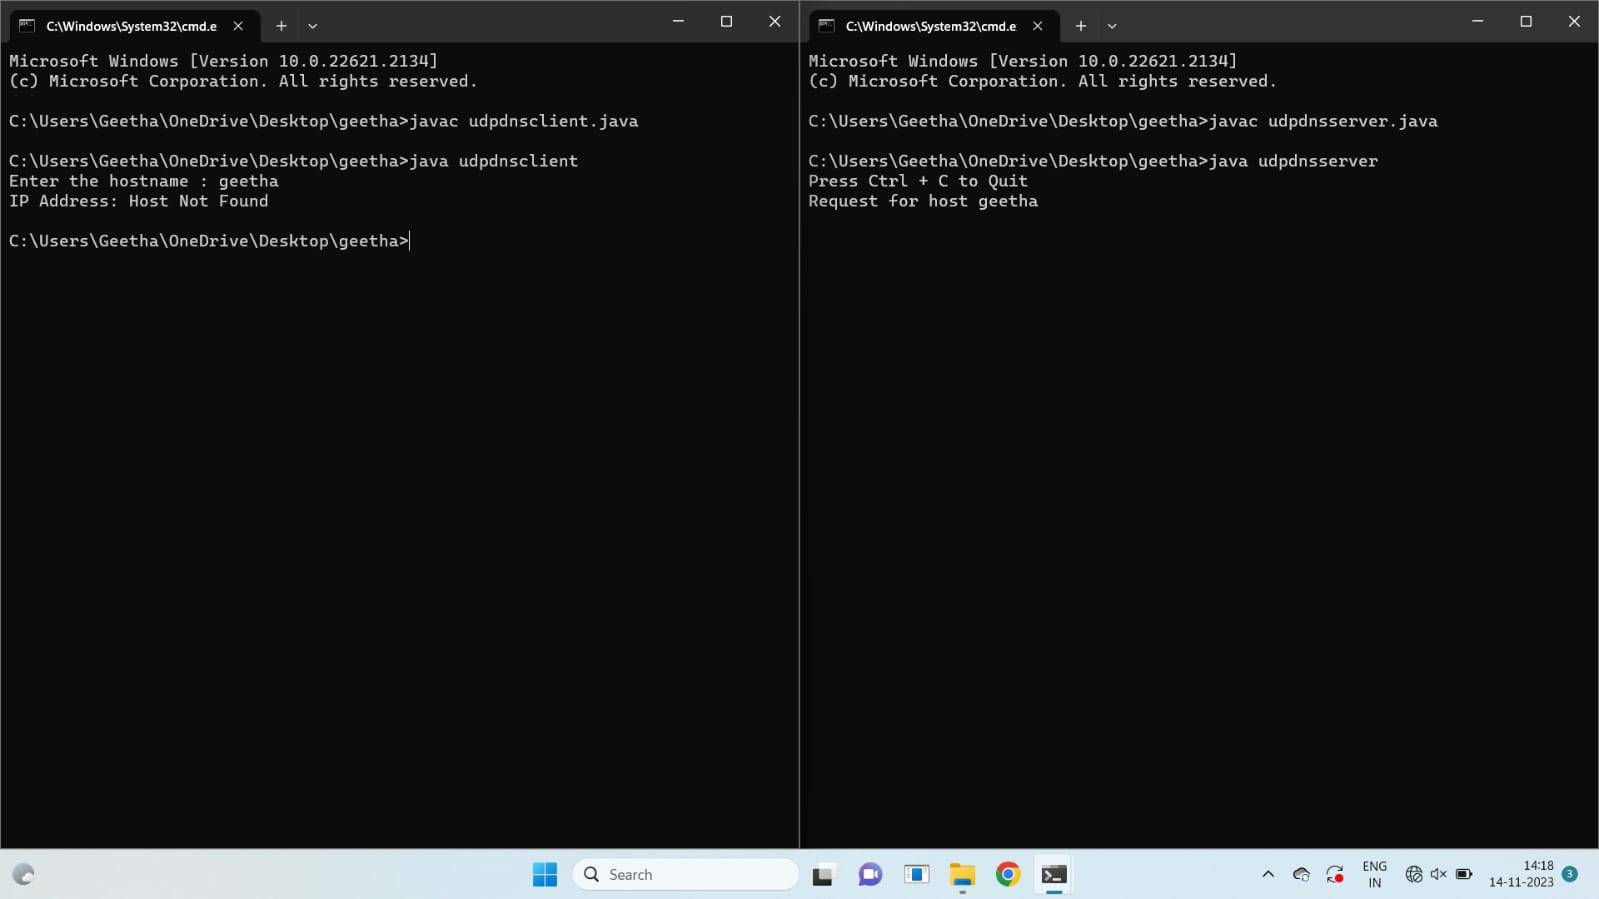 C:\Windows\System32\cmd.e
Microsoft Windows [Version 10.0.22621.2134]
(c) Microsoft Corporation. All rights reserved.
C:\Users\Geetha\OneDrive\Desktop\geetha>javac udpdnsclient.java
C:\Users\Geetha\OneDrive\Desktop\geetha>java udpdnsclient
Enter the hostname : geetha
IP Address: Host Not Found
C:\Users\Geetha\OneDrive\Desktop\geetha>
C:\Windows\System32\cmd.e
Microsoft Windows [Version 10.0.22621.2134]
(c) Microsoft Corporation. All rights reserved.
C:\Users\Geetha\OneDrive\Desktop\geetha>javac udpdnsserver.java
C:\Users\Geetha\OneDrive\Desktop\geetha>java udpdnsserver
Press Ctrl + C to Quit
Request for host geetha
Search
ENG
IN
14:18
14-11-2023
3